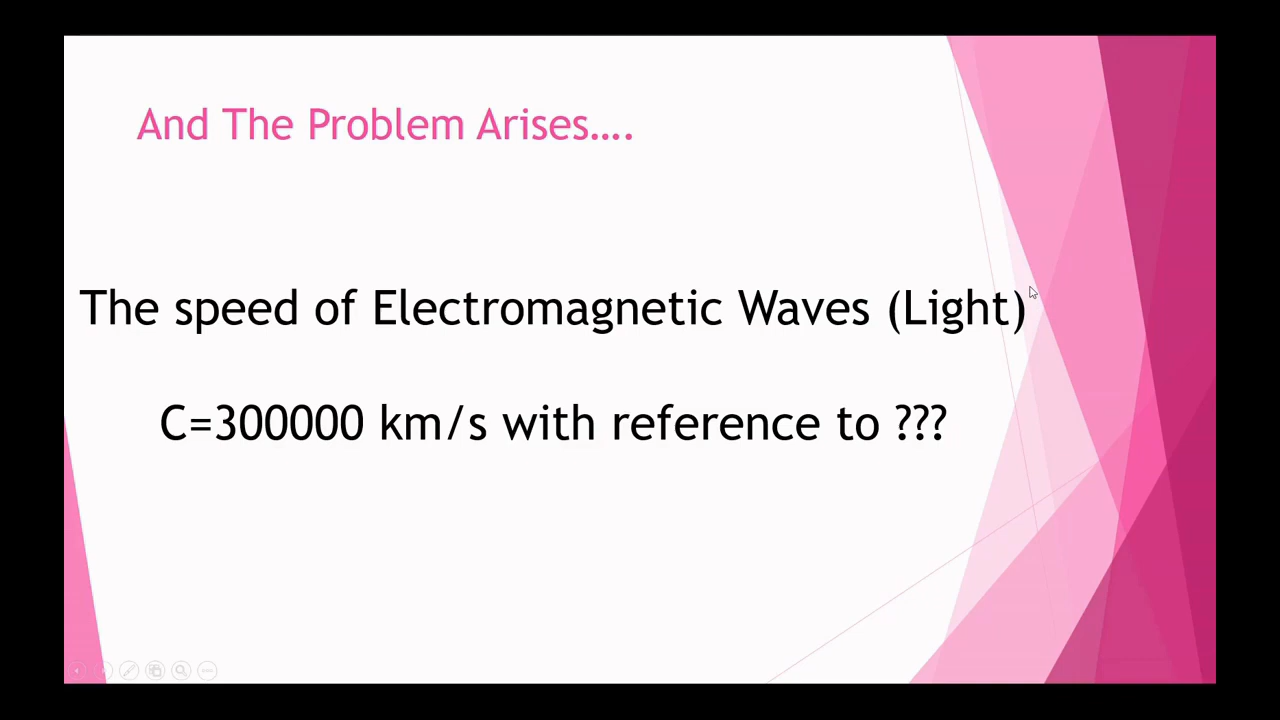 And The Problem Arises....
The speed of Electromagnetic Waves (Light)
C=300000 km/s with reference to ???